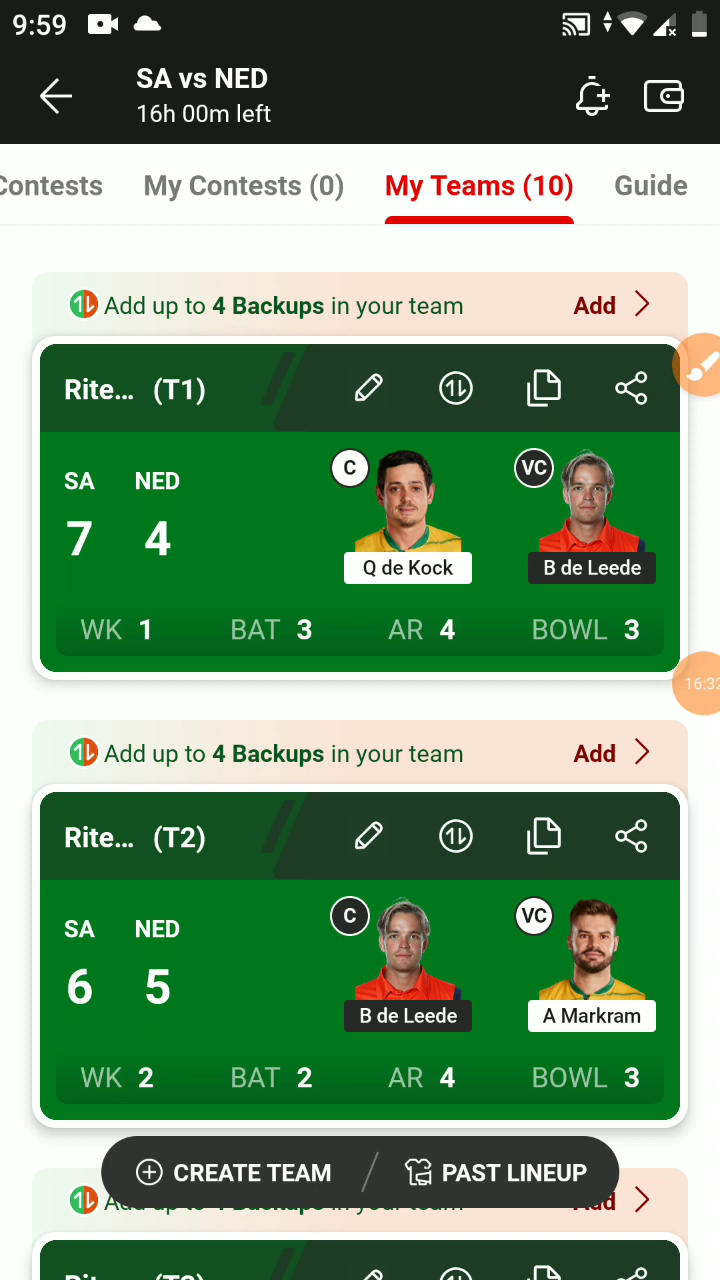 9:59
SA vs NED
16h 00m left
Contests My Contests (0) My Teams (10) Guide
Add up to 4 Backups in your team Add
Rite... (T1)
SA NED C VC
7 4
Q de Kock B de Leede
WK 1 BAT 3 AR 4 BOWL 3
16:32
Add up to 4 Backups in your team Add
Rite... (T2)
SA NED C VC
6 5
B de Leede A Markram
WK 2 BAT 2 AR 4 BOWL 3
CREATE TEAM PAST LINEUP